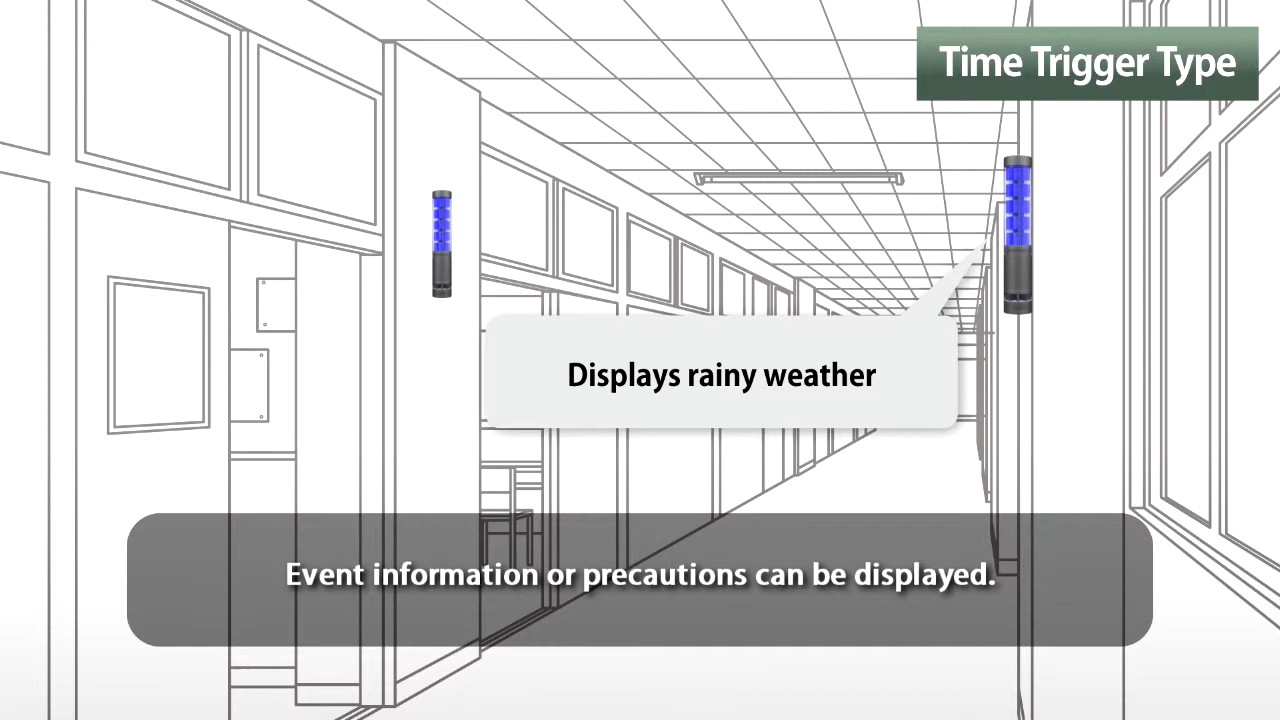 Time Trigger Type
Displays rainy weather
Event information or precautions can be displayed.